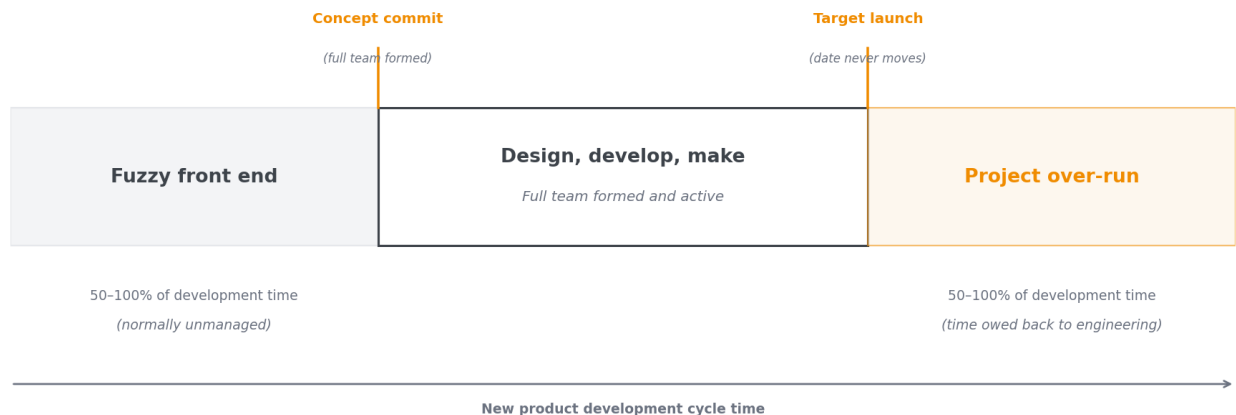 Concept commit
(full team formed)
Target launch
(date never moves)
Fuzzy front end
Design, develop, make
Full team formed and active
Project over-run
50–100% of development time
(normally unmanaged)
50–100% of development time
(time owed back to engineering)
New product development cycle time